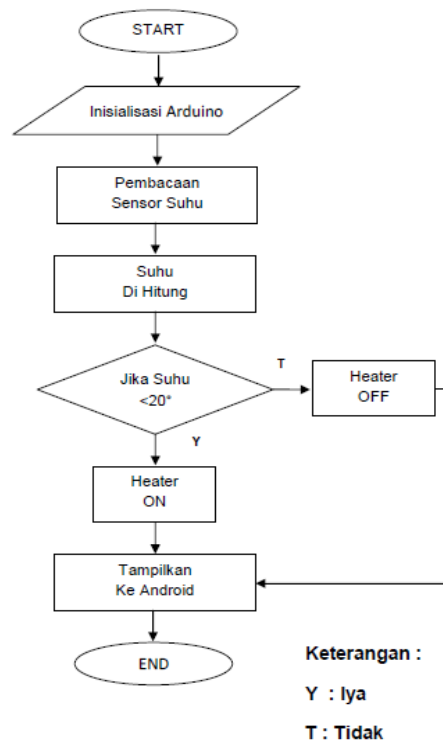 START
Inisialisasi Arduino
Pembacaan
Sensor Suhu
Suhu
Di Hitung
Jika Suhu
<20°
T
Heater
OFF
Y
Heater
ON
Tampilkan
Ke Android
END
Keterangan :
Y : Iya
T : Tidak